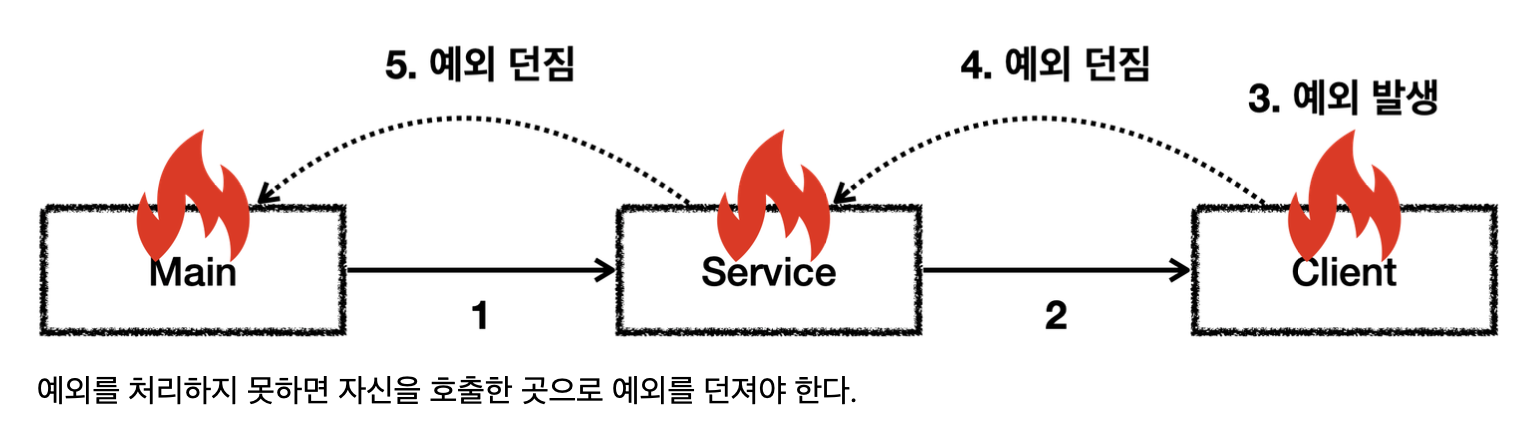 5. 예외 던짐
4. 예외 던짐
3. 예외 발생
Main
Service
Client
1
2
예외를 처리하지 못하면 자신을 호출한 곳으로 예외를 던져야 한다.